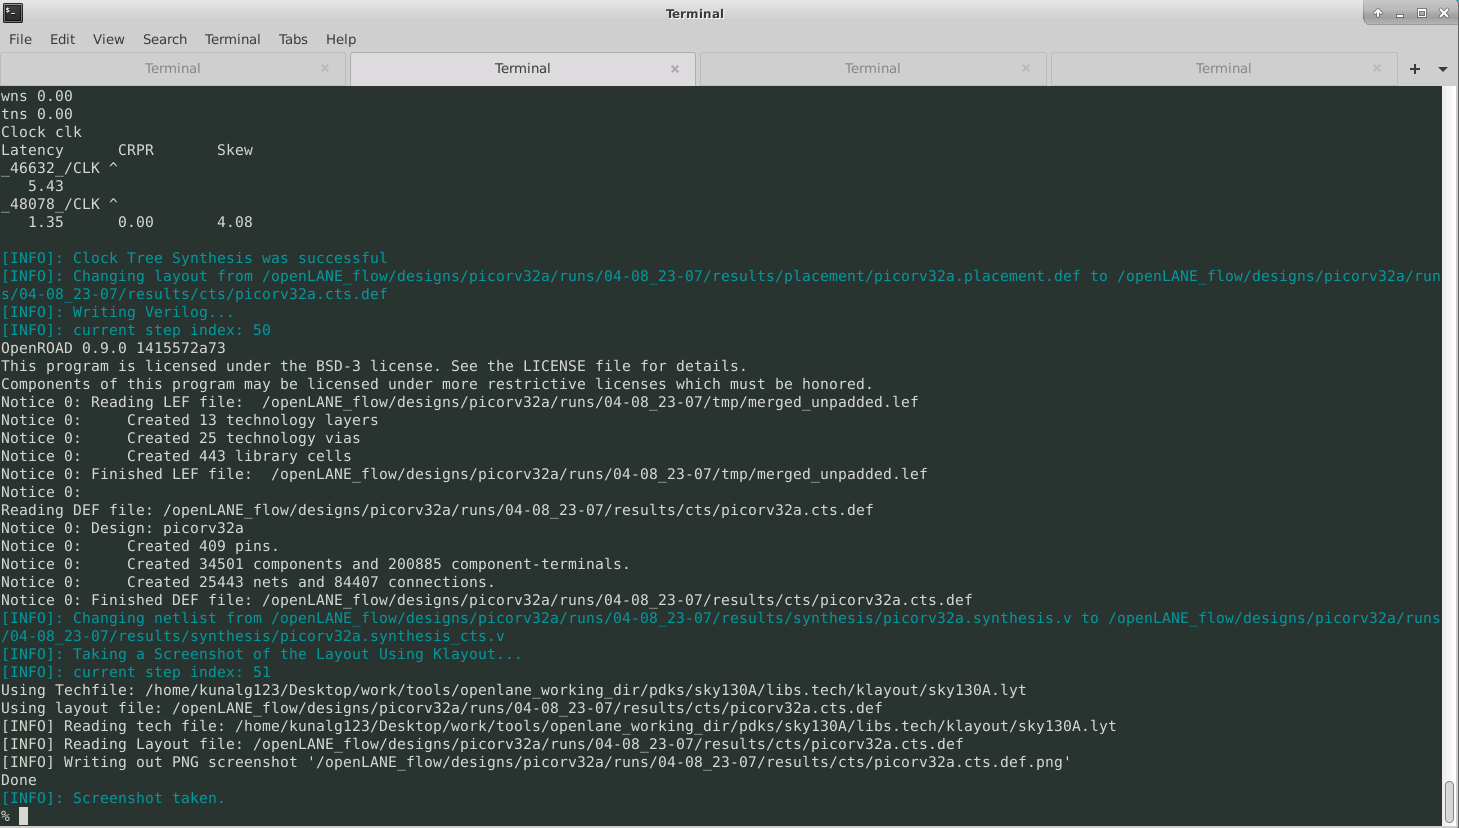 Terminal
File Edit View Search Terminal Tabs Help
Terminal Terminal Terminal Terminal
wns 0.00
tns 0.00
Clock clk
Latency      CRPR       Skew
_46632_/CLK ^
   5.43
_48078_/CLK ^
   1.35      0.00       4.08
[INFO]: Clock Tree Synthesis was successful
[INFO]: Changing layout from /openLANE_flow/designs/picorv32a/runs/04-08_23-07/results/placement/picorv32a.placement.def to /openLANE_flow/designs/picorv32a/run
s/04-08_23-07/results/cts/picorv32a.cts.def
[INFO]: Writing Verilog...
[INFO]: current step index: 50
OpenROAD 0.9.0 1415572a73
This program is licensed under the BSD-3 license. See the LICENSE file for details.
Components of this program may be licensed under more restrictive licenses which must be honored.
Notice 0: Reading LEF file:  /openLANE_flow/designs/picorv32a/runs/04-08_23-07/tmp/merged_unpadded.lef
Notice 0:     Created 13 technology layers
Notice 0:     Created 25 technology vias
Notice 0:     Created 443 library cells
Notice 0: Finished LEF file:  /openLANE_flow/designs/picorv32a/runs/04-08_23-07/tmp/merged_unpadded.lef
Notice 0:
Reading DEF file: /openLANE_flow/designs/picorv32a/runs/04-08_23-07/results/cts/picorv32a.cts.def
Notice 0: Design: picorv32a
Notice 0:     Created 409 pins.
Notice 0:     Created 34501 components and 200885 component-terminals.
Notice 0:     Created 25443 nets and 84407 connections.
Notice 0: Finished DEF file: /openLANE_flow/designs/picorv32a/runs/04-08_23-07/results/cts/picorv32a.cts.def
[INFO]: Changing netlist from /openLANE_flow/designs/picorv32a/runs/04-08_23-07/results/synthesis/picorv32a.synthesis.v to /openLANE_flow/designs/picorv32a/runs
/04-08_23-07/results/synthesis/picorv32a.synthesis_cts.v
[INFO]: Taking a Screenshot of the Layout Using Klayout...
[INFO]: current step index: 51
Using Techfile: /home/kunalg123/Desktop/work/tools/openlane_working_dir/pdks/sky130A/libs.tech/klayout/sky130A.lyt
Using layout file: /openLANE_flow/designs/picorv32a/runs/04-08_23-07/results/cts/picorv32a.cts.def
[INFO] Reading tech file: /home/kunalg123/Desktop/work/tools/openlane_working_dir/pdks/sky130A/libs.tech/klayout/sky130A.lyt
[INFO] Reading Layout file: /openLANE_flow/designs/picorv32a/runs/04-08_23-07/results/cts/picorv32a.cts.def
[INFO] Writing out PNG screenshot '/openLANE_flow/designs/picorv32a/runs/04-08_23-07/results/cts/picorv32a.cts.def.png'
Done
[INFO]: Screenshot taken.
%